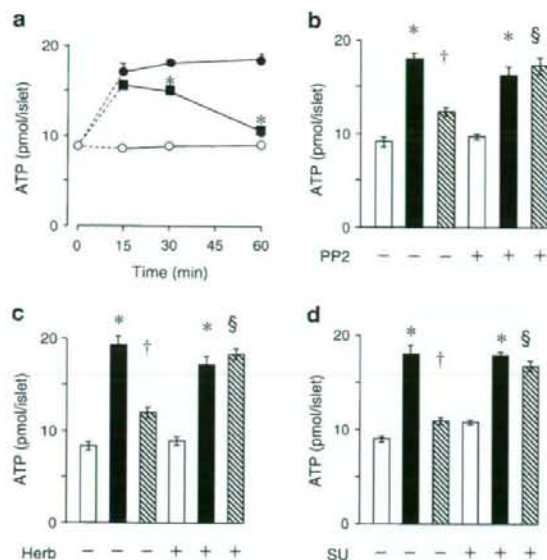 a
ATP (pmol/islet)
20
10
0
*
*
0 15 30 45 60
Time (min)
b
ATP (pmol/islet)
20
10
0
* † * §
PP2 – – – + + +
c
ATP (pmol/islet)
20
10
0
* † * §
Herb – – – + + +
d
ATP (pmol/islet)
20
10
0
* † * §
SU – – – + + +